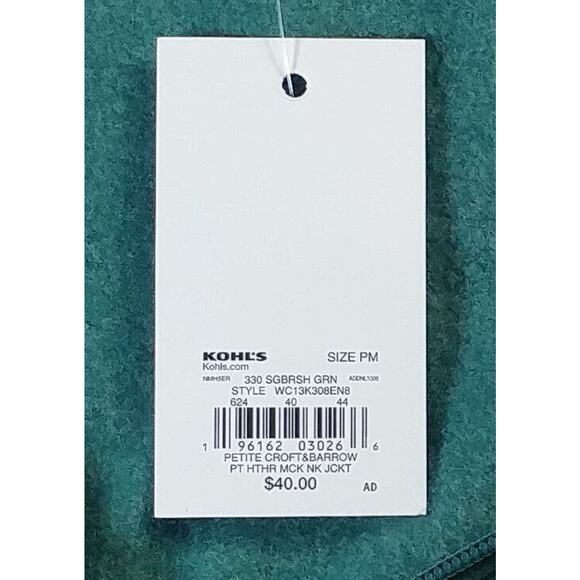 KOHL'S SIZE PM
Kohls.com
NMH5ER 330 SGBRSH GRN ADDNL1006
STYLE WC13K308EN8
624 40 44
1 96162 03026 6
PETITE CROFT&BARROW
PT HTHR MCK NK JCKT
$40.00 AD